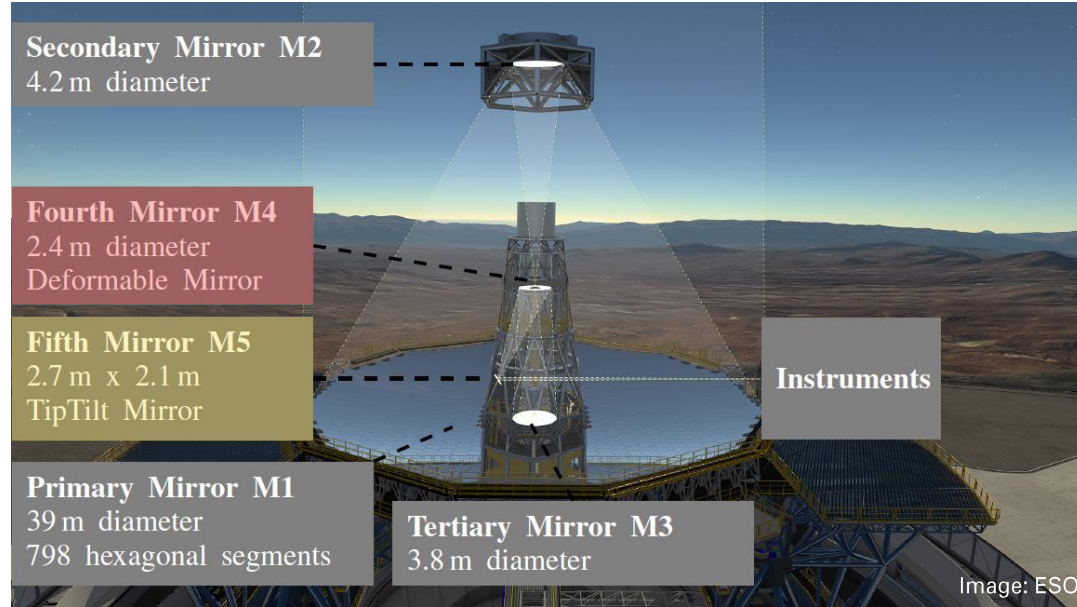 Secondary Mirror M2
4.2 m diameter
Fourth Mirror M4
2.4 m diameter
Deformable Mirror
Fifth Mirror M5
2.7 m x 2.1 m
TipTilt Mirror
Instruments
Primary Mirror M1
39 m diameter
798 hexagonal segments
Tertiary Mirror M3
3.8 m diameter
Image: ESO